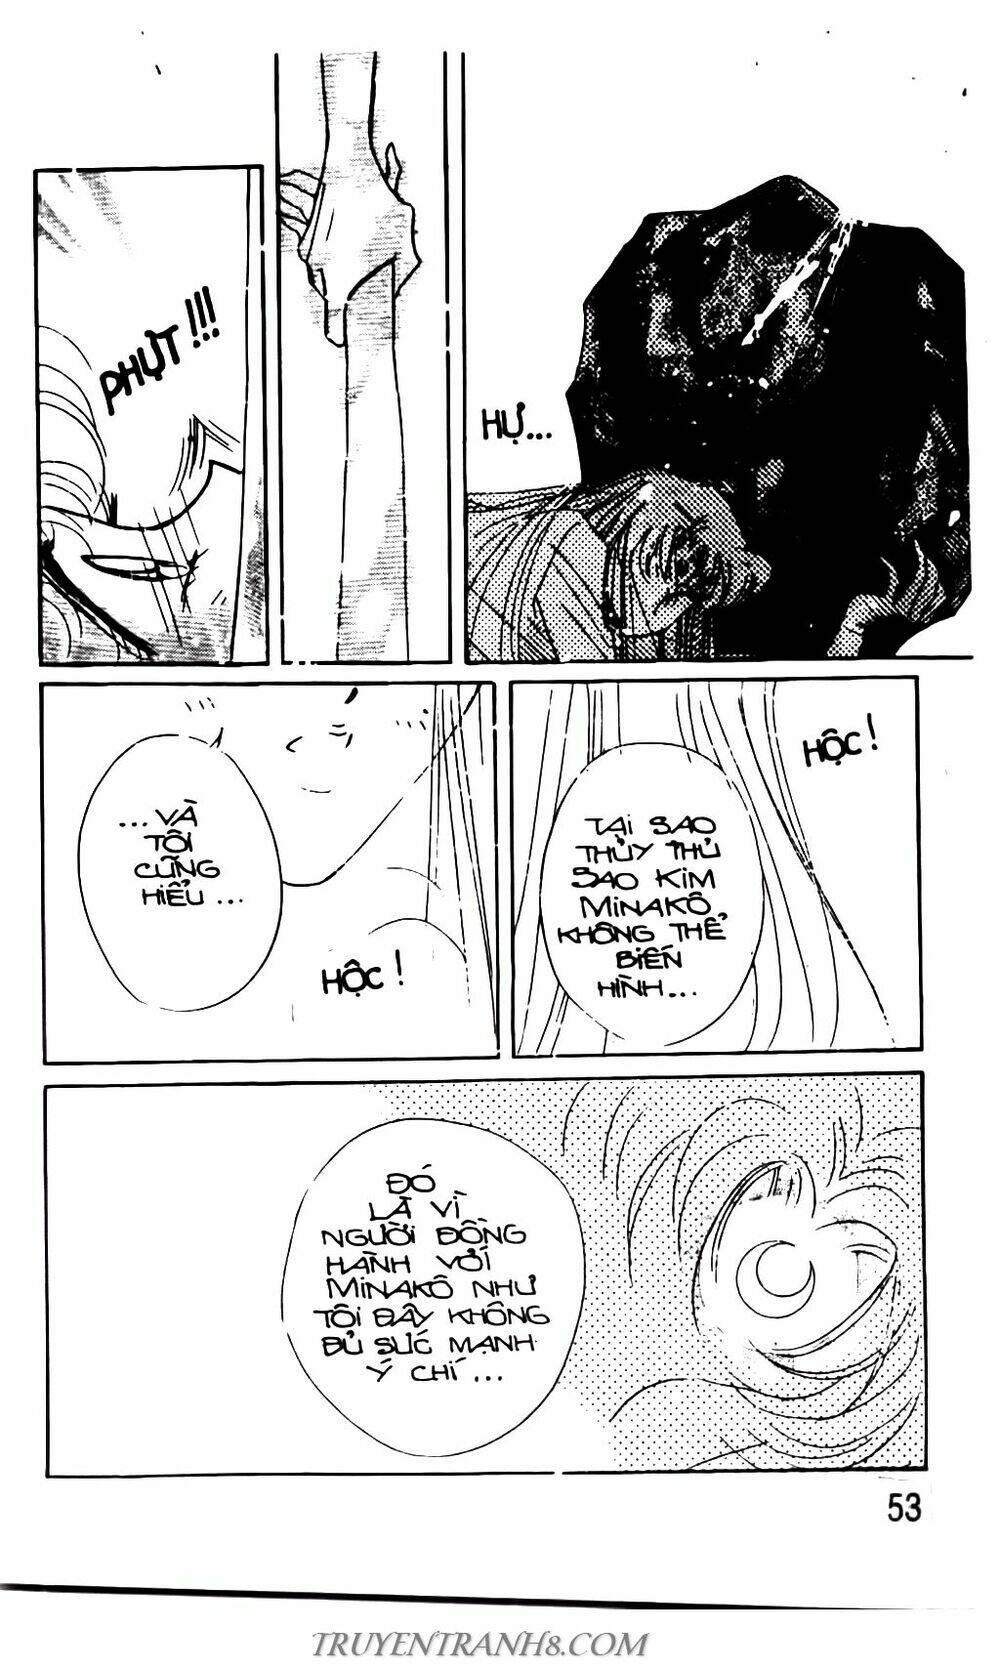 PHỰT!!!
HỰ...
...VÀ
TÔI
CŨNG
HIỂU...
HỘC!
HỘC!
TẠI SAO
THỦY THỦ
SAO KIM
MINAKÔ
KHÔNG THỂ
BIẾN
HÌNH...
ĐÓ
LÀ VÌ
NGƯỜI ĐỒNG
HÀNH VỚI
MINAKÔ NHƯ
TÔI ĐÂY KHÔNG
ĐỦ SỨC MẠNH
Ý CHÍ...
53
TRUYENTRANH8.COM